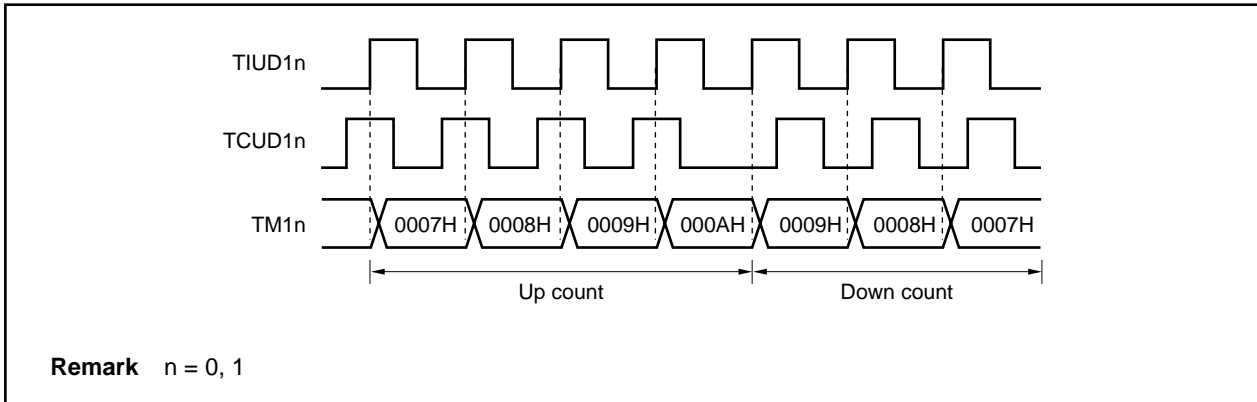 TIUD1n
TCUD1n
TM1n 0007H 0008H 0009H 000AH 0009H 0008H 0007H
Up count Down count
Remark n = 0, 1